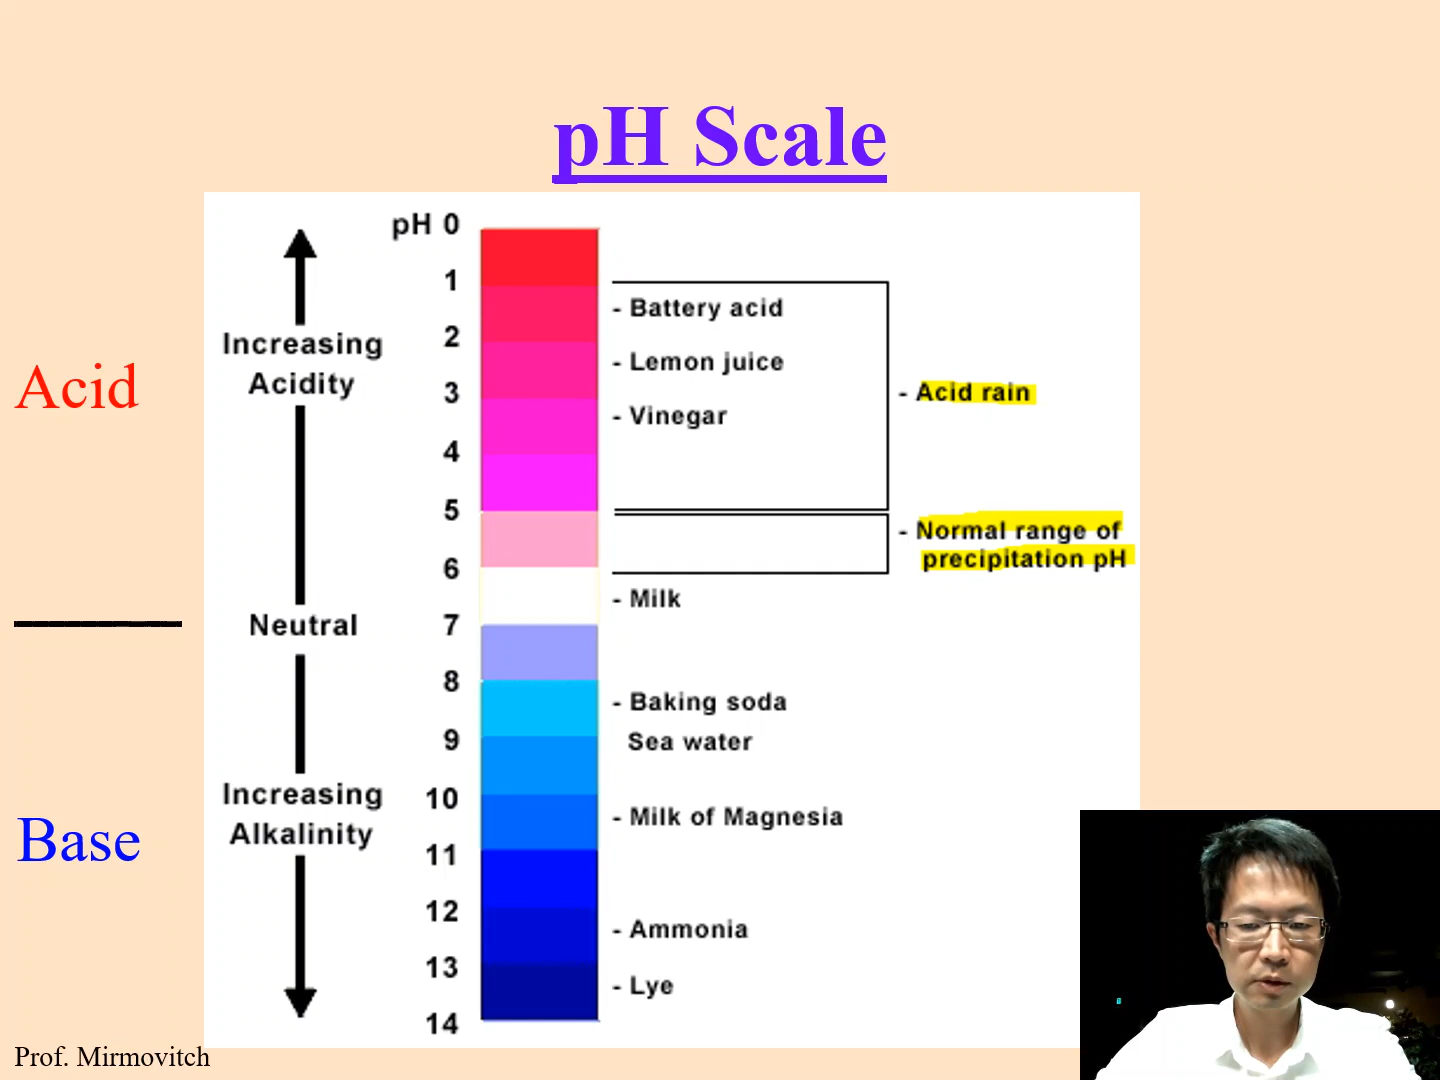 pH Scale
pH 0
1
2
3
4
5
6
7
8
9
10
11
12
13
14
Increasing
Acidity
Neutral
Increasing
Alkalinity
Acid
Base
- Battery acid
- Lemon juice
- Vinegar
- Acid rain
- Normal range of
precipitation pH
- Milk
- Baking soda
Sea water
- Milk of Magnesia
- Ammonia
- Lye
Prof. Mirmovitch